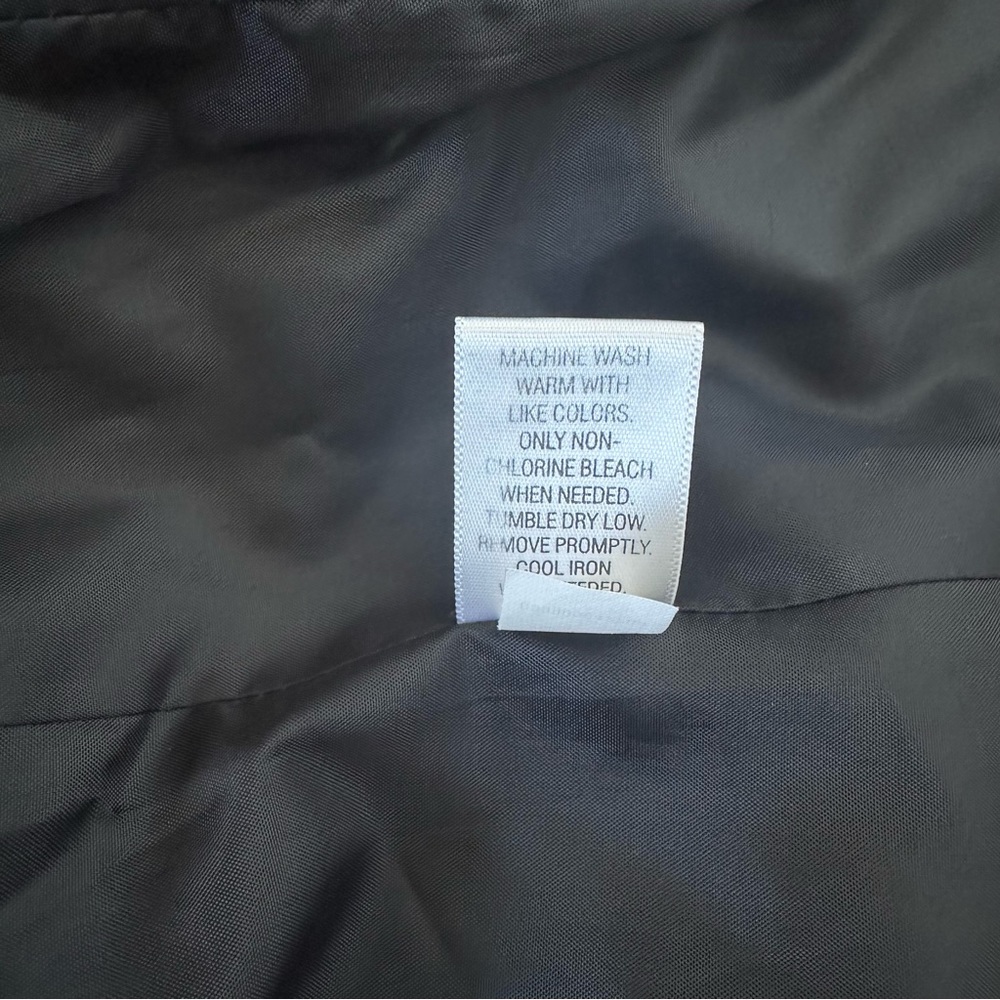 MACHINE WASH
WARM WITH
LIKE COLORS.
ONLY NON-
CHLORINE BLEACH
WHEN NEEDED.
TUMBLE DRY LOW.
REMOVE PROMPTLY.
COOL IRON
NEEDED.